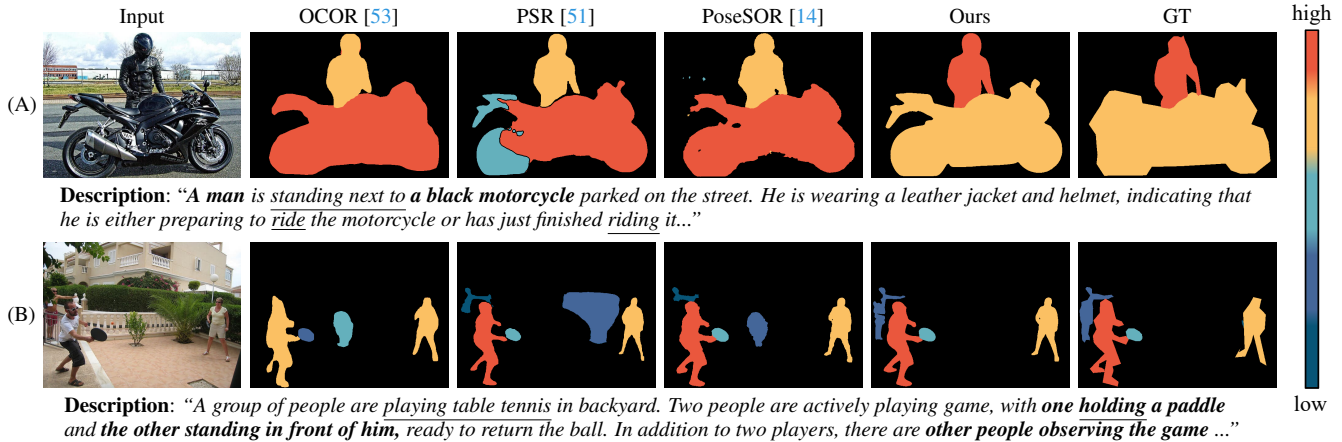 Input OCOR [53] PSR [51] PoseSOR [14] Ours GT high
(A)
Description: “A man is standing next to a black motorcycle parked on the street. He is wearing a leather jacket and helmet, indicating that
he is either preparing to ride the motorcycle or has just finished riding it...”
(B)
low
Description: “A group of people are playing table tennis in backyard. Two people are actively playing game, with one holding a paddle
and the other standing in front of him, ready to return the ball. In addition to two players, there are other people observing the game ...”